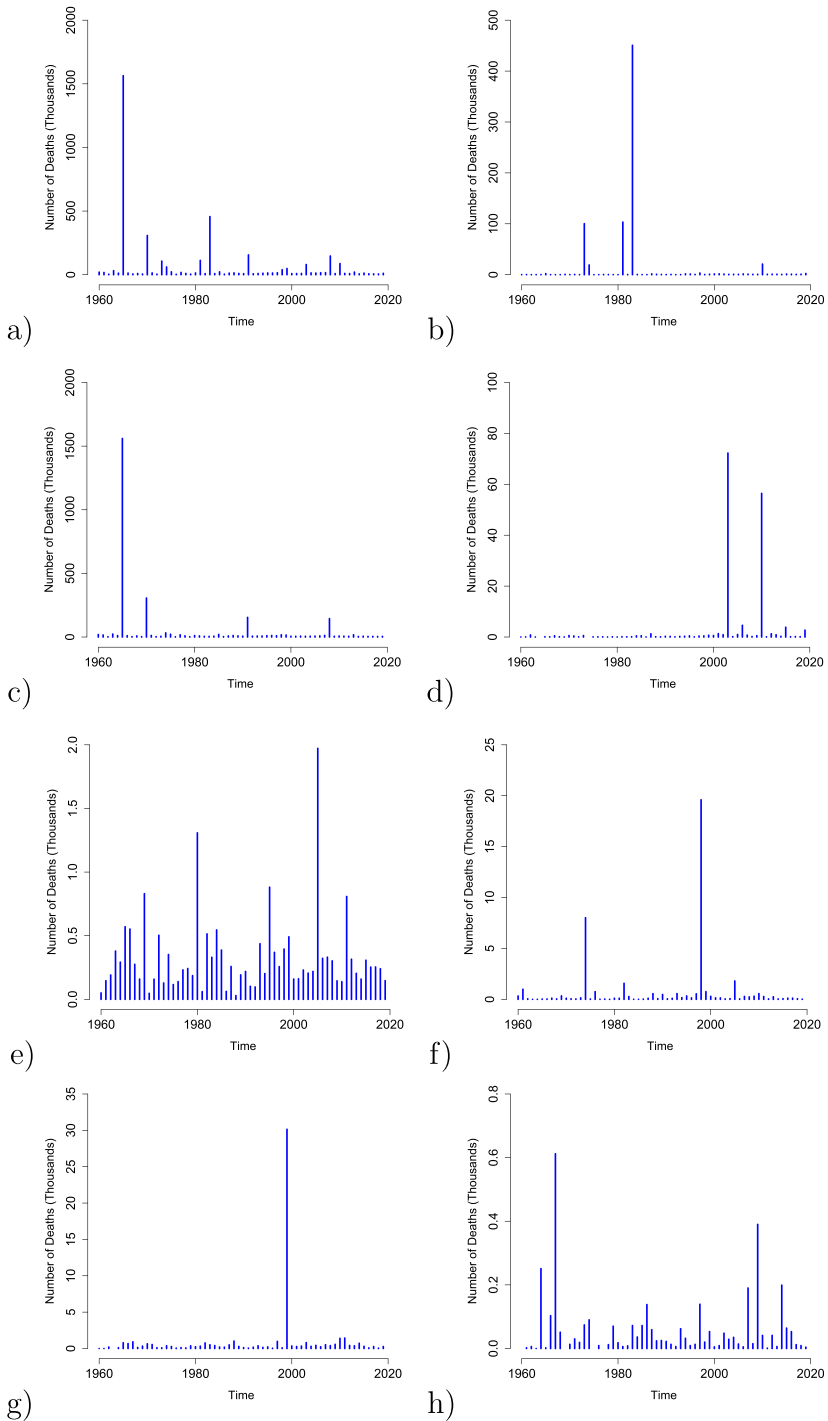 Number of Deaths (Thousands)
0 500 1000 1500 2000
1960 1980 2000 2020
Time
a)
Number of Deaths (Thousands)
0 100 200 300 400 500
1960 1980 2000 2020
Time
b)
Number of Deaths (Thousands)
0 500 1000 1500 2000
1960 1980 2000 2020
Time
c)
Number of Deaths (Thousands)
0 20 40 60 80 100
1960 1980 2000 2020
Time
d)
Number of Deaths (Thousands)
0.0 0.5 1.0 1.5 2.0
1960 1980 2000 2020
Time
e)
Number of Deaths (Thousands)
0 5 10 15 20 25
1960 1980 2000 2020
Time
f)
Number of Deaths (Thousands)
0 5 10 15 20 25 30 35
1960 1980 2000 2020
Time
g)
Number of Deaths (Thousands)
0.0 0.2 0.4 0.6 0.8
1960 1980 2000 2020
Time
h)